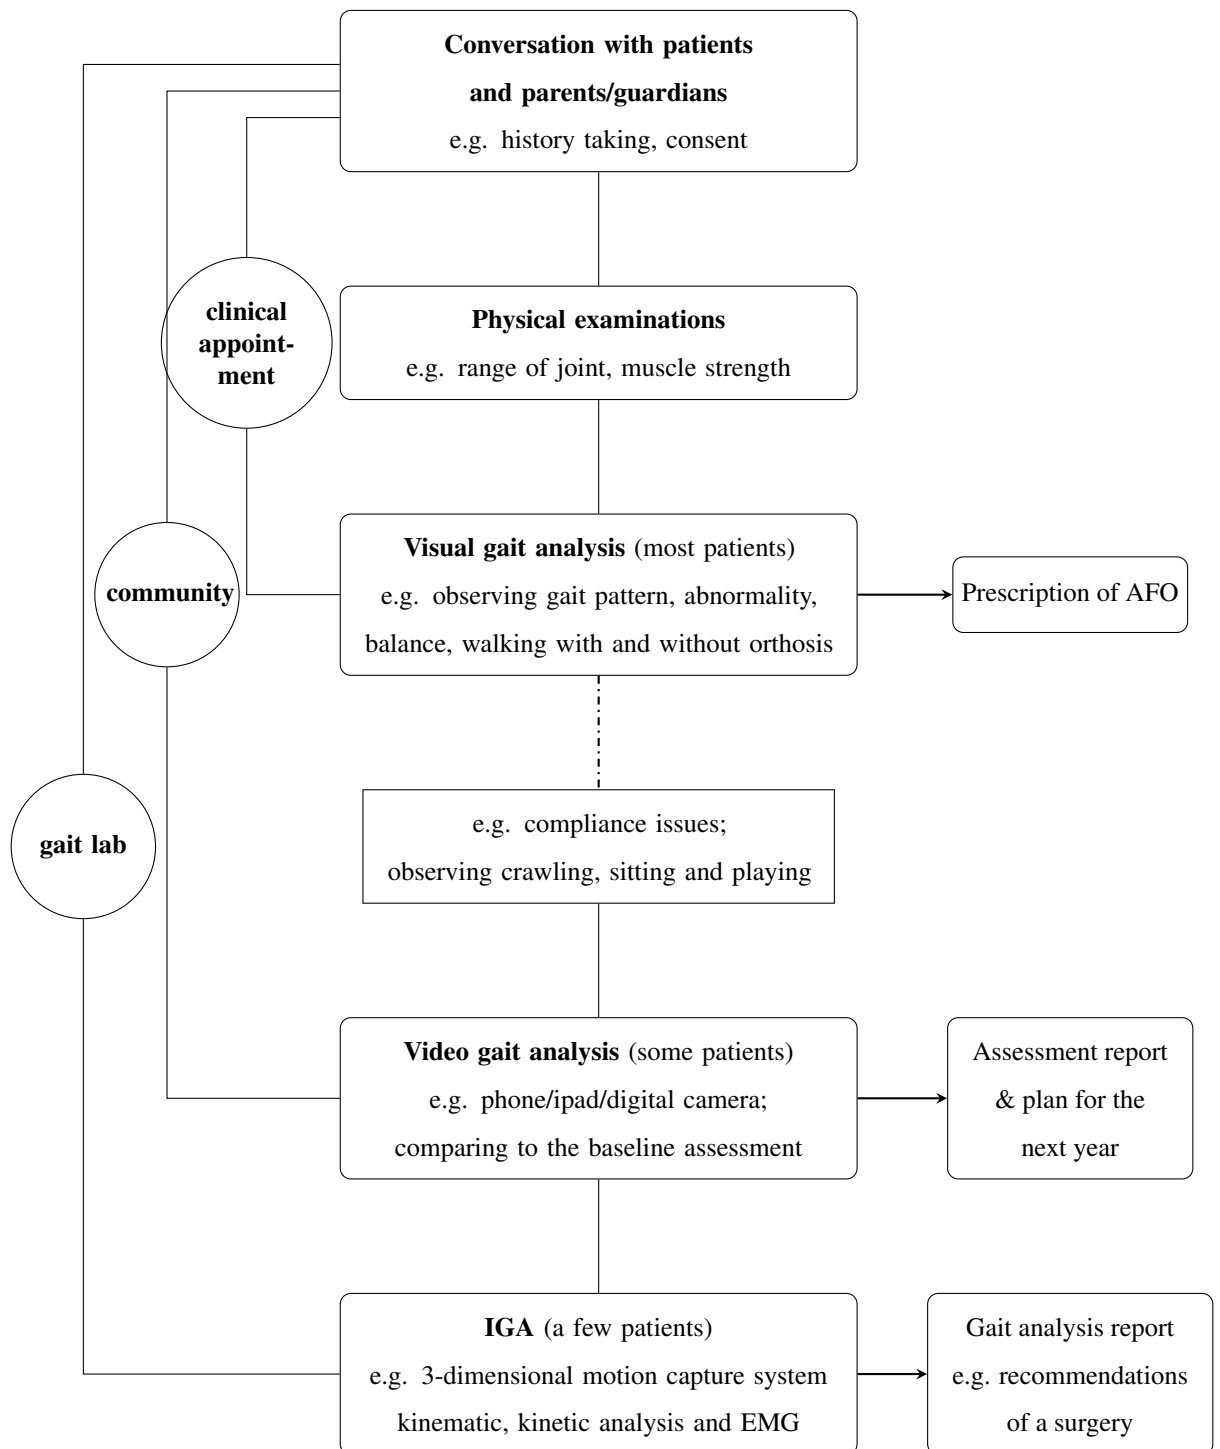 Conversation with patients
and parents/guardians
e.g. history taking, consent
clinical
appoint-
ment
Physical examinations
e.g. range of joint, muscle strength
Visual gait analysis (most patients)
e.g. observing gait pattern, abnormality,
balance, walking with and without orthosis
Prescription of AFO
community
e.g. compliance issues;
observing crawling, sitting and playing
gait lab
Video gait analysis (some patients)
e.g. phone/ipad/digital camera;
comparing to the baseline assessment
Assessment report
& plan for the
next year
IGA (a few patients)
e.g. 3-dimensional motion capture system
kinematic, kinetic analysis and EMG
Gait analysis report
e.g. recommendations
of a surgery